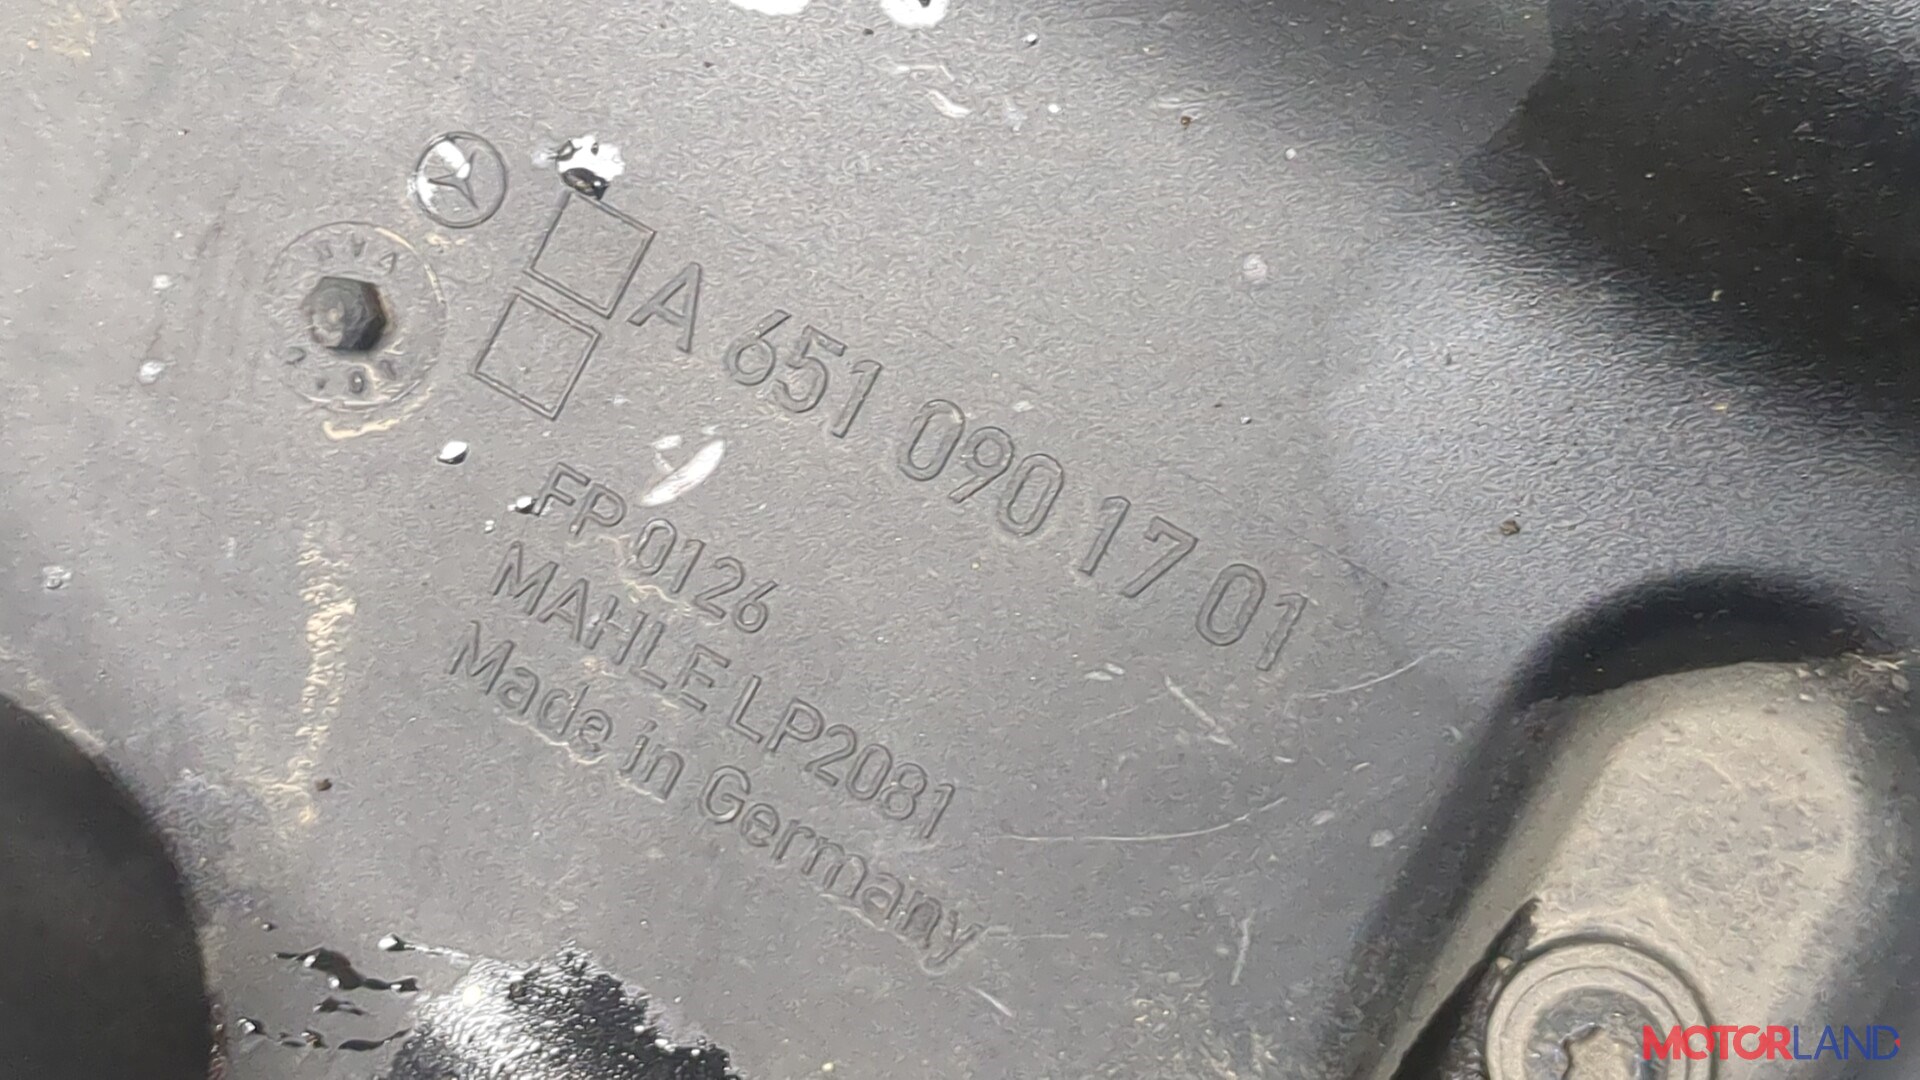 A 651 090 17 01
FP 0126
MAHLE LP2081
Made in Germany
MOTORLAND